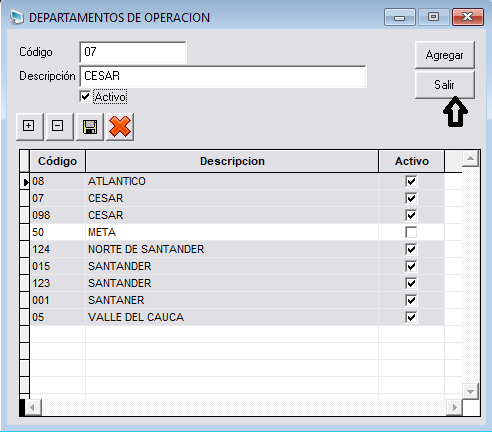 DEPARTAMENTOS DE OPERACION
Código 07 Agregar
Descripción CESAR Salir
Activo
Código Descripcion Activo
08 ATLANTICO
07 CESAR
098 CESAR
50 META
124 NORTE DE SANTANDER
015 SANTANDER
123 SANTANDER
001 SANTANER
05 VALLE DEL CAUCA